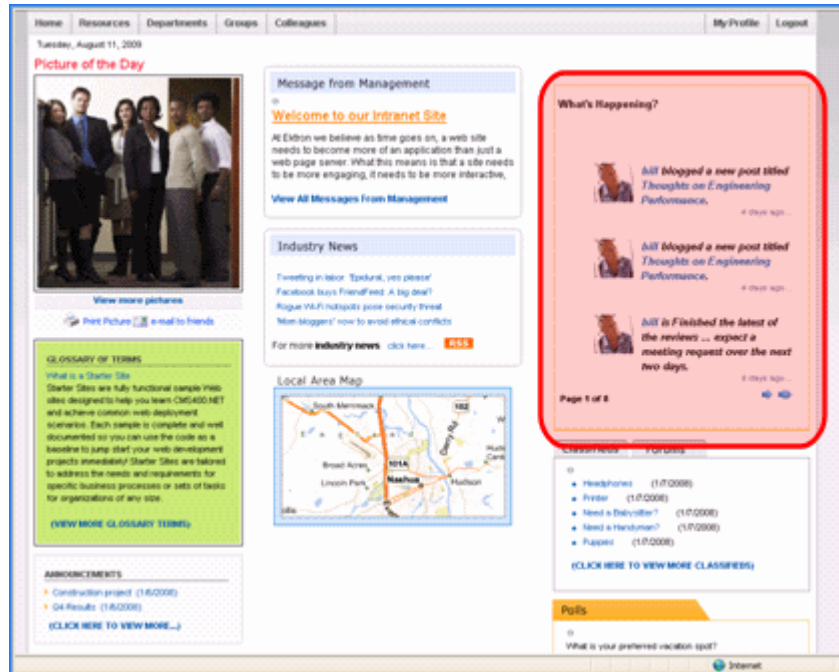 Home Resources Departments Groups Colleagues My Profile Logout
Tuesday, August 11, 2009
Picture of the Day
View more pictures
Print Picture e-mail to friends
GLOSSARY OF TERMS
What is a Starter Site
Starter Sites are fully functional sample Web
sites designed to help you learn CMS400.NET
and achieve common web deployment
scenarios. Each sample is complete and well
documented so you can use the code as a
baseline to jump start your web development
projects immediately! Starter Sites are tailored
to address the needs and requirements for
specific business processes or sets of tasks
for organizations of any size.
(VIEW MORE GLOSSARY TERMS)
ANNOUNCEMENTS
Construction project (1/8/2008)
Q4 Results (1/8/2008)
(CLICK HERE TO VIEW MORE...)
Message from Management
Welcome to our Intranet Site
At Ektron we believe as time goes on, a web site
needs to become more of an application than just a
web page server. What this means is that a site needs
to be more engaging, it needs to be more interactive,
View All Messages From Management
Industry News
Tweeting in labor: 'Epidural, yes please'
Facebook buys FriendFeed: A big deal?
Rogue Wi-Fi hotspots pose security threat
'Mom bloggers' vow to avoid ethical conflicts
For more industry news click here... RSS
Local Area Map
South Merrimack
102
Derry Rd
Broad Acres
101A
Lincoln Park
Nashua
Hudson
What's Happening?
bill blogged a new post titled
Thoughts on Engineering
Performance.
4 days ago...
bill blogged a new post titled
Thoughts on Engineering
Performance.
4 days ago...
bill is Finished the latest of
the reviews ... expect a
meeting request over the next
two days.
days ago...
Page 1 of 8
Classifieds Forums
Headphones (1/7/2008)
Printer (1/7/2008)
Need a Babysitter? (1/7/2008)
Need a Handyman? (1/7/2008)
Puppies (1/7/2008)
(CLICK HERE TO VIEW MORE CLASSIFIEDS)
Polls
What is your preferred vacation spot?
Internet